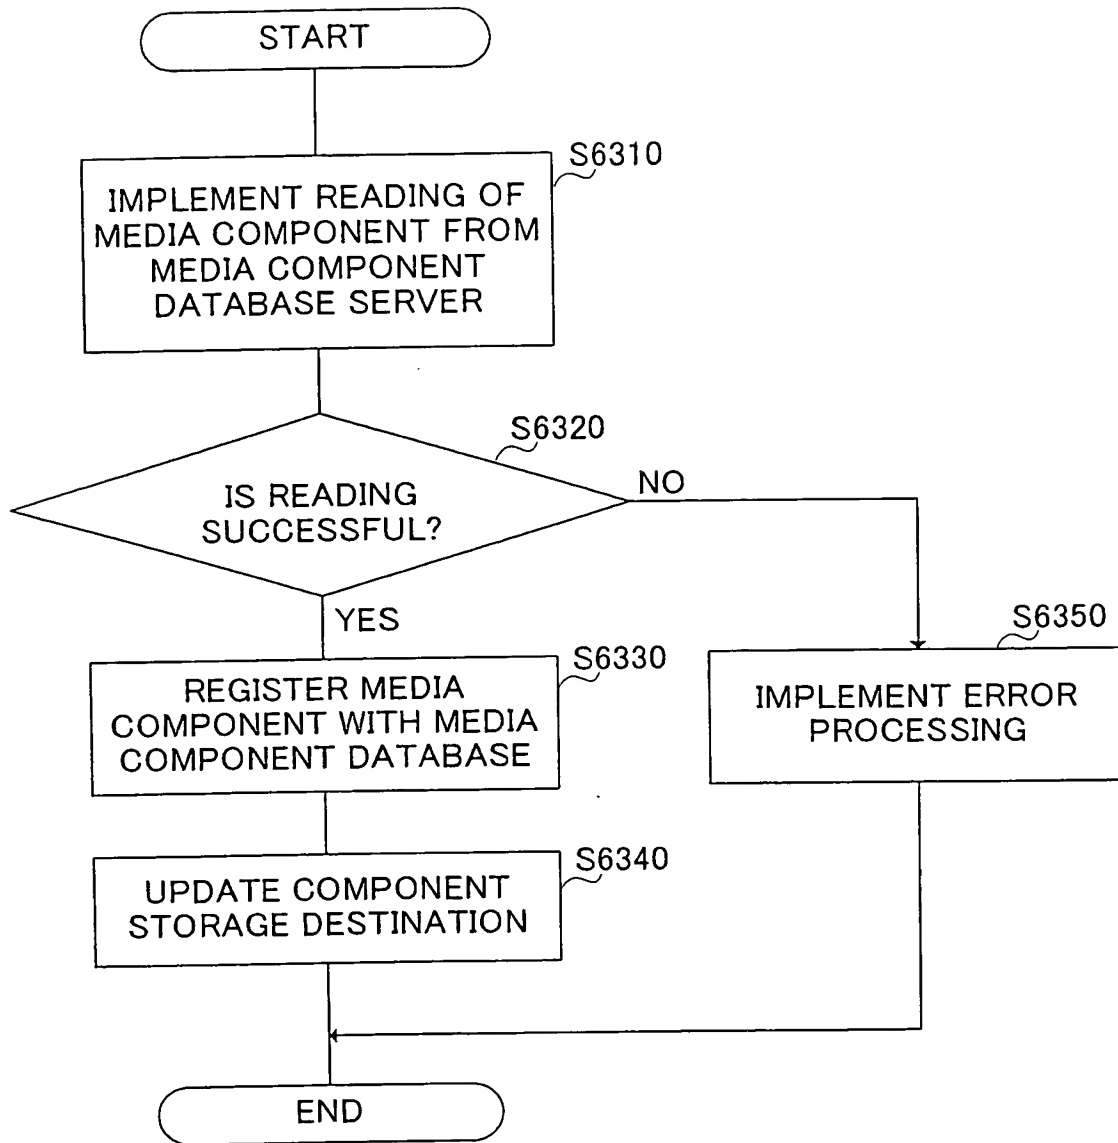 START
S6310
IMPLEMENT READING OF
MEDIA COMPONENT FROM
MEDIA COMPONENT
DATABASE SERVER
S6320
IS READING
SUCCESSFUL?
NO
YES
S6330
REGISTER MEDIA
COMPONENT WITH MEDIA
COMPONENT DATABASE
S6350
IMPLEMENT ERROR
PROCESSING
S6340
UPDATE COMPONENT
STORAGE DESTINATION
END